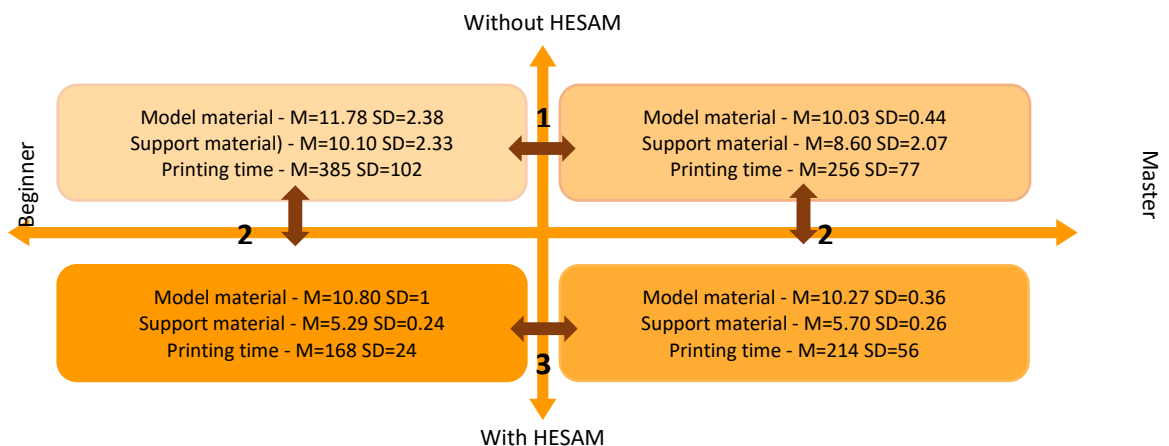 Without HESAM
Model material - M=11.78 SD=2.38
Support material) - M=10.10 SD=2.33
Printing time - M=385 SD=102
1
Model material - M=10.03 SD=0.44
Support material - M=8.60 SD=2.07
Printing time - M=256 SD=77
Beginner
Master
2
2
Model material - M=10.80 SD=1
Support material - M=5.29 SD=0.24
Printing time - M=168 SD=24
3
Model material - M=10.27 SD=0.36
Support material - M=5.70 SD=0.26
Printing time - M=214 SD=56
With HESAM